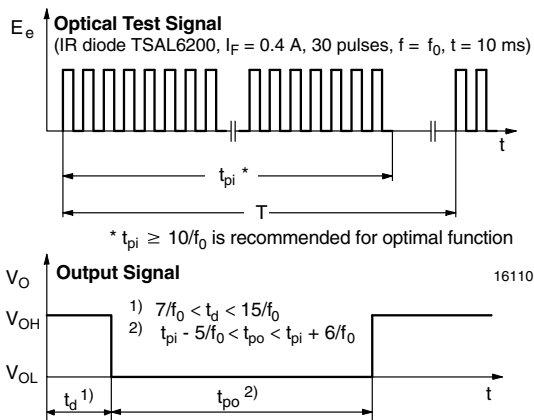 E_e Optical Test Signal
(IR diode TSAL6200, I_F = 0.4 A, 30 pulses, f = f_0, t = 10 ms)
t
t_pi *
T
* t_pi ≥ 10/f_0 is recommended for optimal function
V_O Output Signal 16110
V_OH
1) 7/f_0 < t_d < 15/f_0
2) t_pi - 5/f_0 < t_po < t_pi + 6/f_0
V_OL
t_d 1) t_po 2) t